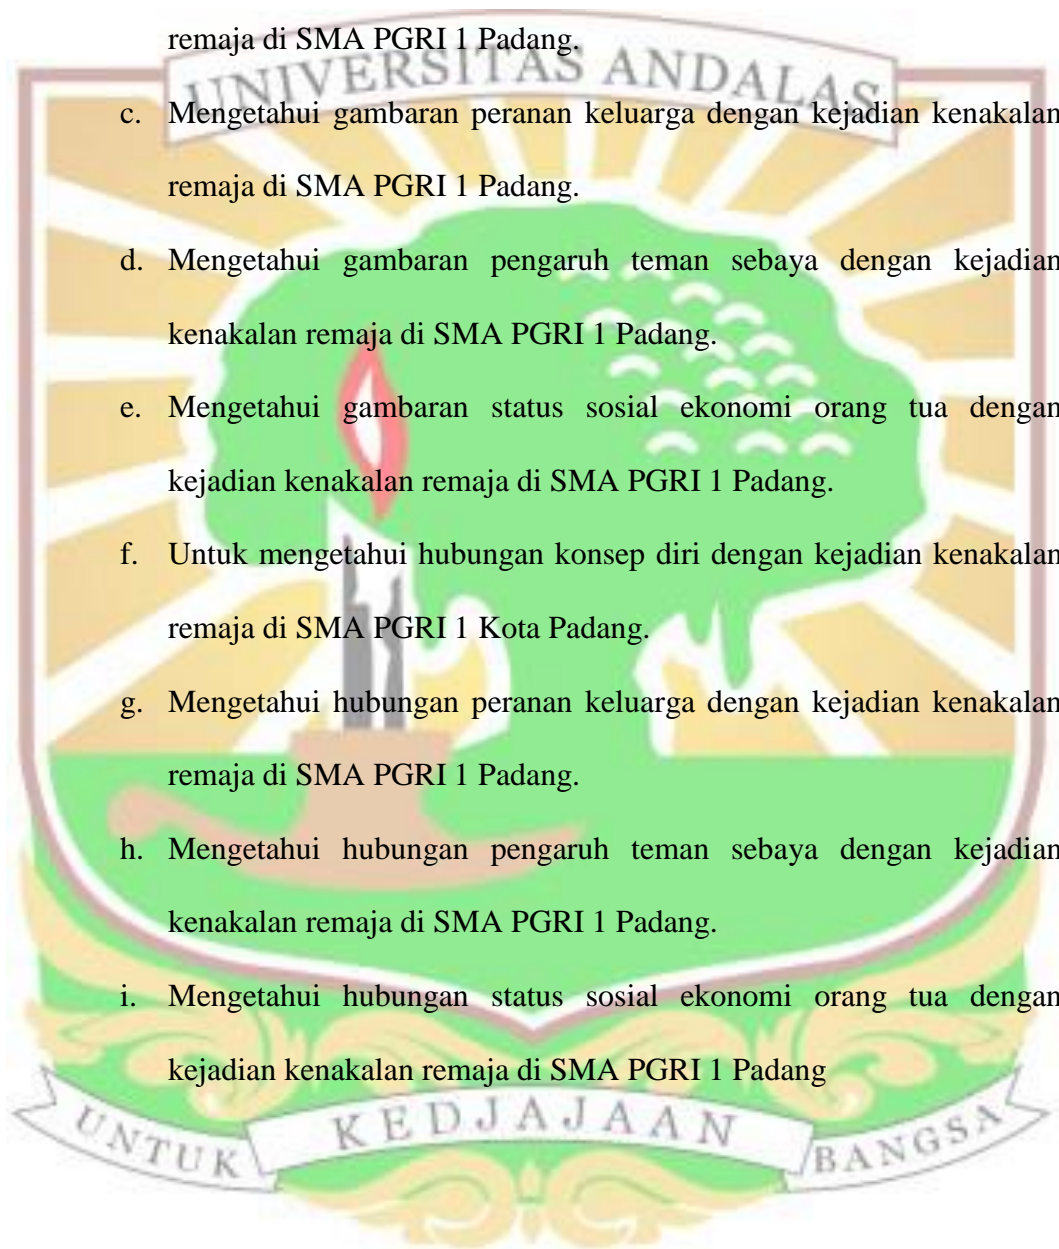 remaja di SMA PGRI 1 Padang.
UNIVERSITAS ANDALAS
c. Mengetahui gambaran peranan keluarga dengan kejadian kenakalan
remaja di SMA PGRI 1 Padang.
d. Mengetahui gambaran pengaruh teman sebaya dengan kejadian
kenakalan remaja di SMA PGRI 1 Padang.
e. Mengetahui gambaran status sosial ekonomi orang tua dengan
kejadian kenakalan remaja di SMA PGRI 1 Padang.
f. Untuk mengetahui hubungan konsep diri dengan kejadian kenakalan
remaja di SMA PGRI 1 Kota Padang.
g. Mengetahui hubungan peranan keluarga dengan kejadian kenakalan
remaja di SMA PGRI 1 Padang.
h. Mengetahui hubungan pengaruh teman sebaya dengan kejadian
kenakalan remaja di SMA PGRI 1 Padang.
i. Mengetahui hubungan status sosial ekonomi orang tua dengan
kejadian kenakalan remaja di SMA PGRI 1 Padang
UNTUK KEDJAJAAN BANGSA